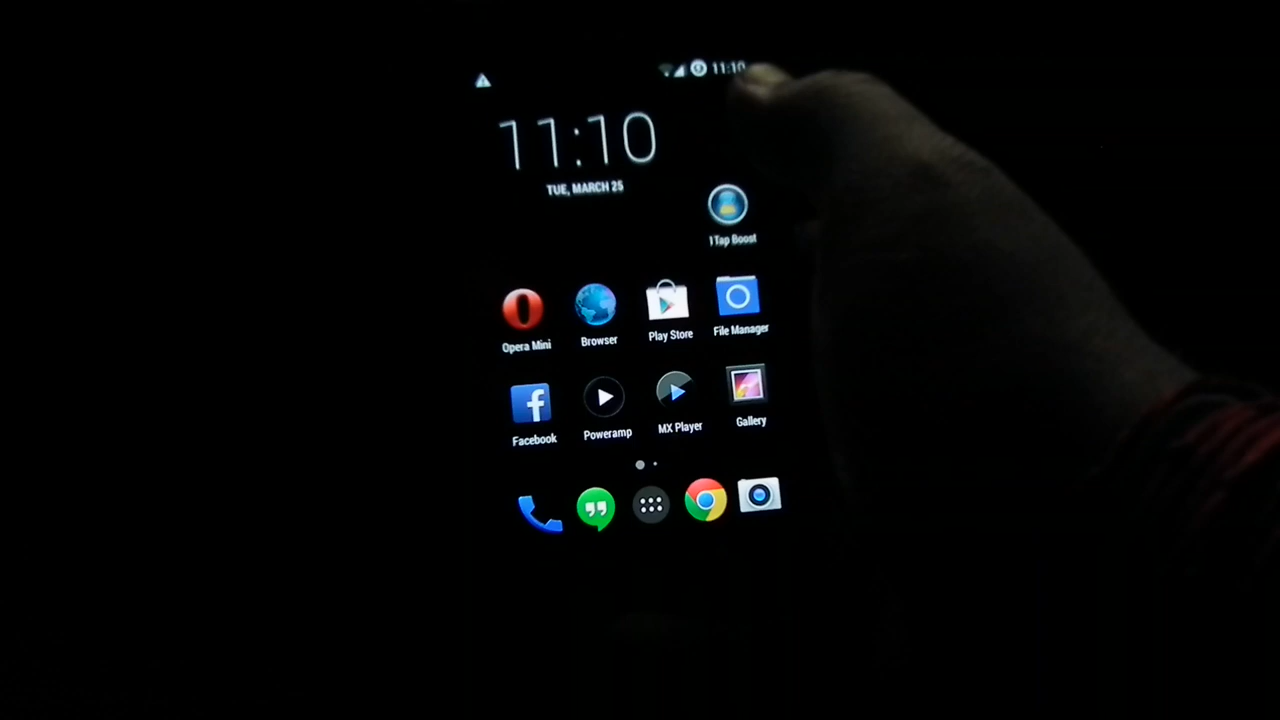 11:10
11:10
TUE, MARCH 25
1Tap Boost
Opera Mini
Browser
Play Store
File Manager
Facebook
Poweramp
MX Player
Gallery